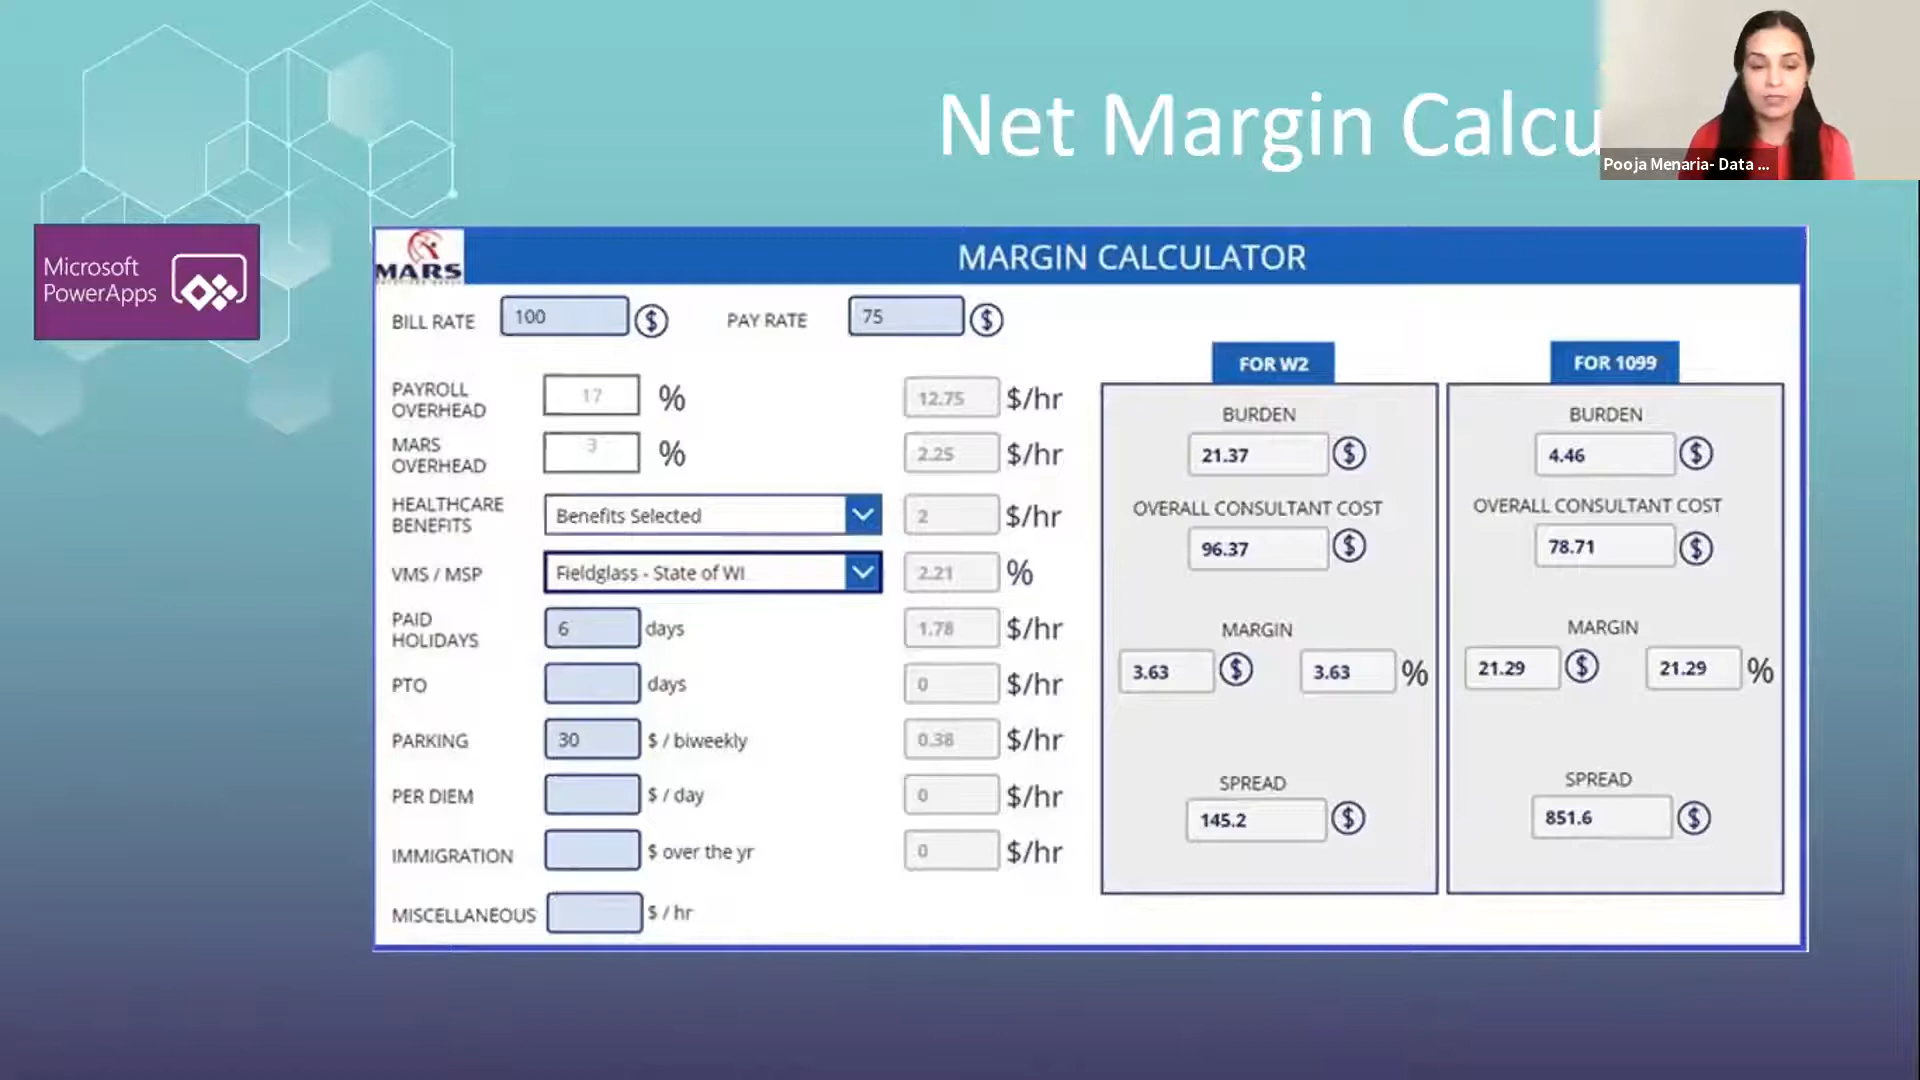 Net Margin Calcu
Pooja Menaria- Data ...
Microsoft
PowerApps
MARS
MARGIN CALCULATOR
BILL RATE 100 $ PAY RATE 75 $
FOR W2 FOR 1099
PAYROLL
OVERHEAD 17 % 12.75 $/hr
MARS
OVERHEAD 3 % 2.25 $/hr
HEALTHCARE
BENEFITS Benefits Selected 2 $/hr
VMS / MSP Fieldglass - State of WI 2.21 %
PAID
HOLIDAYS 6 days 1.78 $/hr
PTO days 0 $/hr
PARKING 30 $ / biweekly 0.38 $/hr
PER DIEM $ / day 0 $/hr
IMMIGRATION $ over the yr 0 $/hr
MISCELLANEOUS $ / hr
BURDEN
21.37 $
OVERALL CONSULTANT COST
96.37 $
MARGIN
3.63 $ 3.63 %
SPREAD
145.2 $
BURDEN
4.46 $
OVERALL CONSULTANT COST
78.71 $
MARGIN
21.29 $ 21.29 %
SPREAD
851.6 $